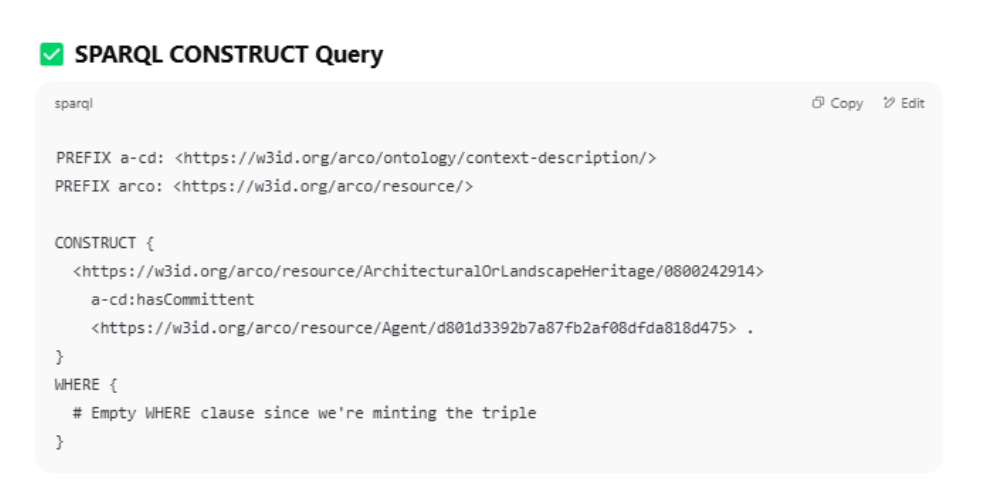 ✅ SPARQL CONSTRUCT Query
sparql Copy Edit
PREFIX a-cd: <https://w3id.org/arco/ontology/context-description/>
PREFIX arco: <https://w3id.org/arco/resource/>
CONSTRUCT {
<https://w3id.org/arco/resource/ArchitecturalOrLandscapeHeritage/0800242914>
a-cd:hasCommittent
<https://w3id.org/arco/resource/Agent/d801d3392b7a87fb2af08dfda818d475> .
}
WHERE {
# Empty WHERE clause since we're minting the triple
}